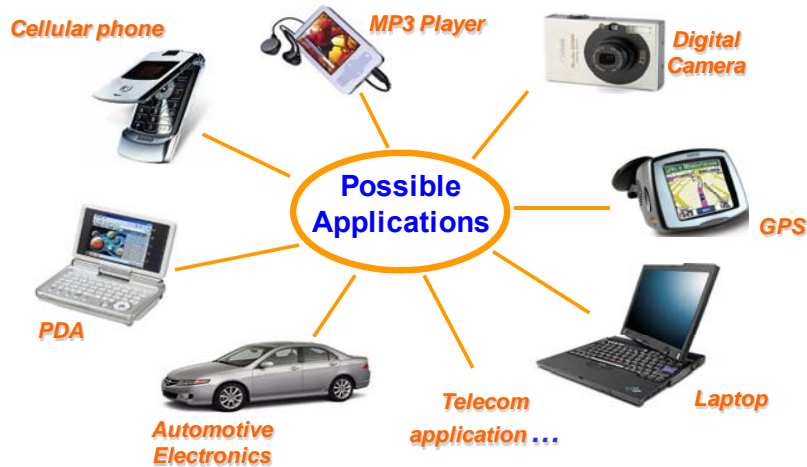 Cellular phone
MP3 Player
Digital
Camera
Possible
Applications
GPS
PDA
Laptop
Automotive
Electronics
Telecom
application ...